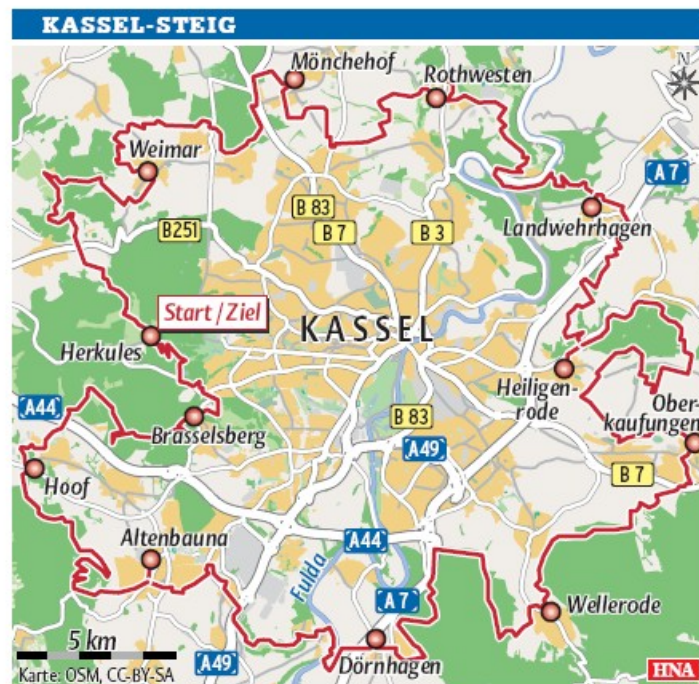 KASSEL-STEIG
Mönchehof
Rothwesten
N
Weimar
A 7
B 83
Landwehrhagen
B251
B 7
B 3
Start / Ziel
KASSEL
Herkules
Heiligen-
rode
Ober-
kaufungen
A44
B 83
Brasselsberg
A49
B 7
Hoof
Altenbauna
A44
Fulda
A 7
Wellerode
5 km
Dörnhagen
A49
Karte: OSM, CC-BY-SA
HNA